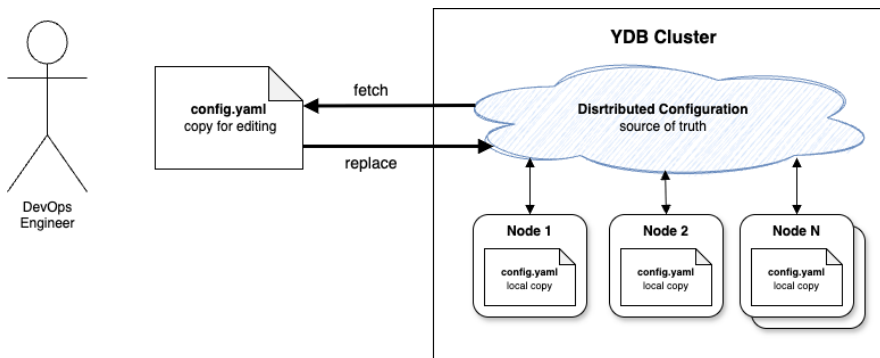 YDB Cluster
fetch
config.yaml
copy for editing
Disrtributed Configuration
source of truth
replace
DevOps
Engineer
Node 1
Node 2
Node N
config.yaml
local copy
config.yaml
local copy
config.yaml
local copy